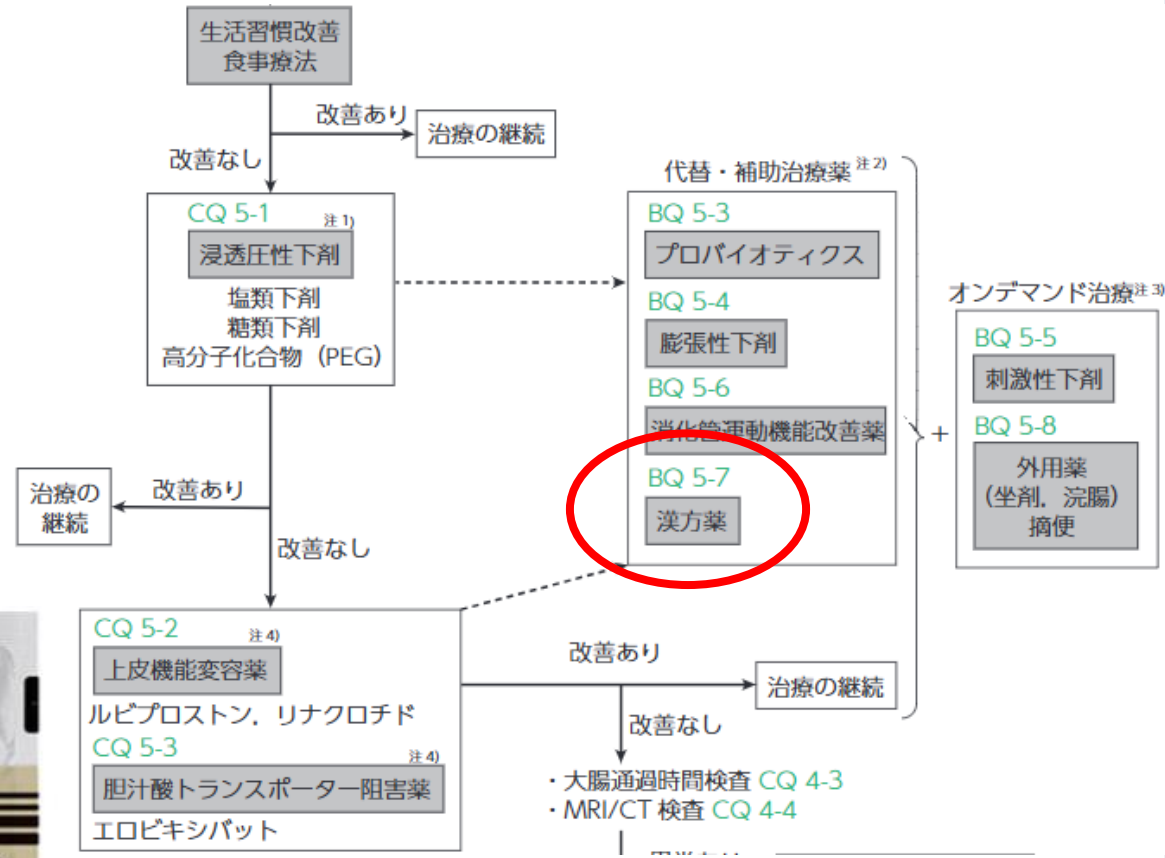 生活習慣改善
食事療法
改善あり
治療の継続
改善なし
CQ 5-1
注1)
浸透圧性下剤
塩類下剤
糖類下剤
高分子化合物（PEG）
代替・補助治療薬 注2)
BQ 5-3
プロバイオティクス
BQ 5-4
膨張性下剤
BQ 5-6
消化管運動機能改善薬
BQ 5-7
漢方薬
+
オンデマンド治療注3)
BQ 5-5
刺激性下剤
BQ 5-8
外用薬
（坐剤，浣腸）
摘便
治療の
継続
改善あり
改善なし
CQ 5-2
注4)
上皮機能変容薬
ルビプロストン，リナクロチド
CQ 5-3
注4)
胆汁酸トランスポーター阻害薬
エロビキシバット
改善あり
治療の継続
改善なし
・大腸通過時間検査 CQ 4-3
・MRI/CT 検査 CQ 4-4